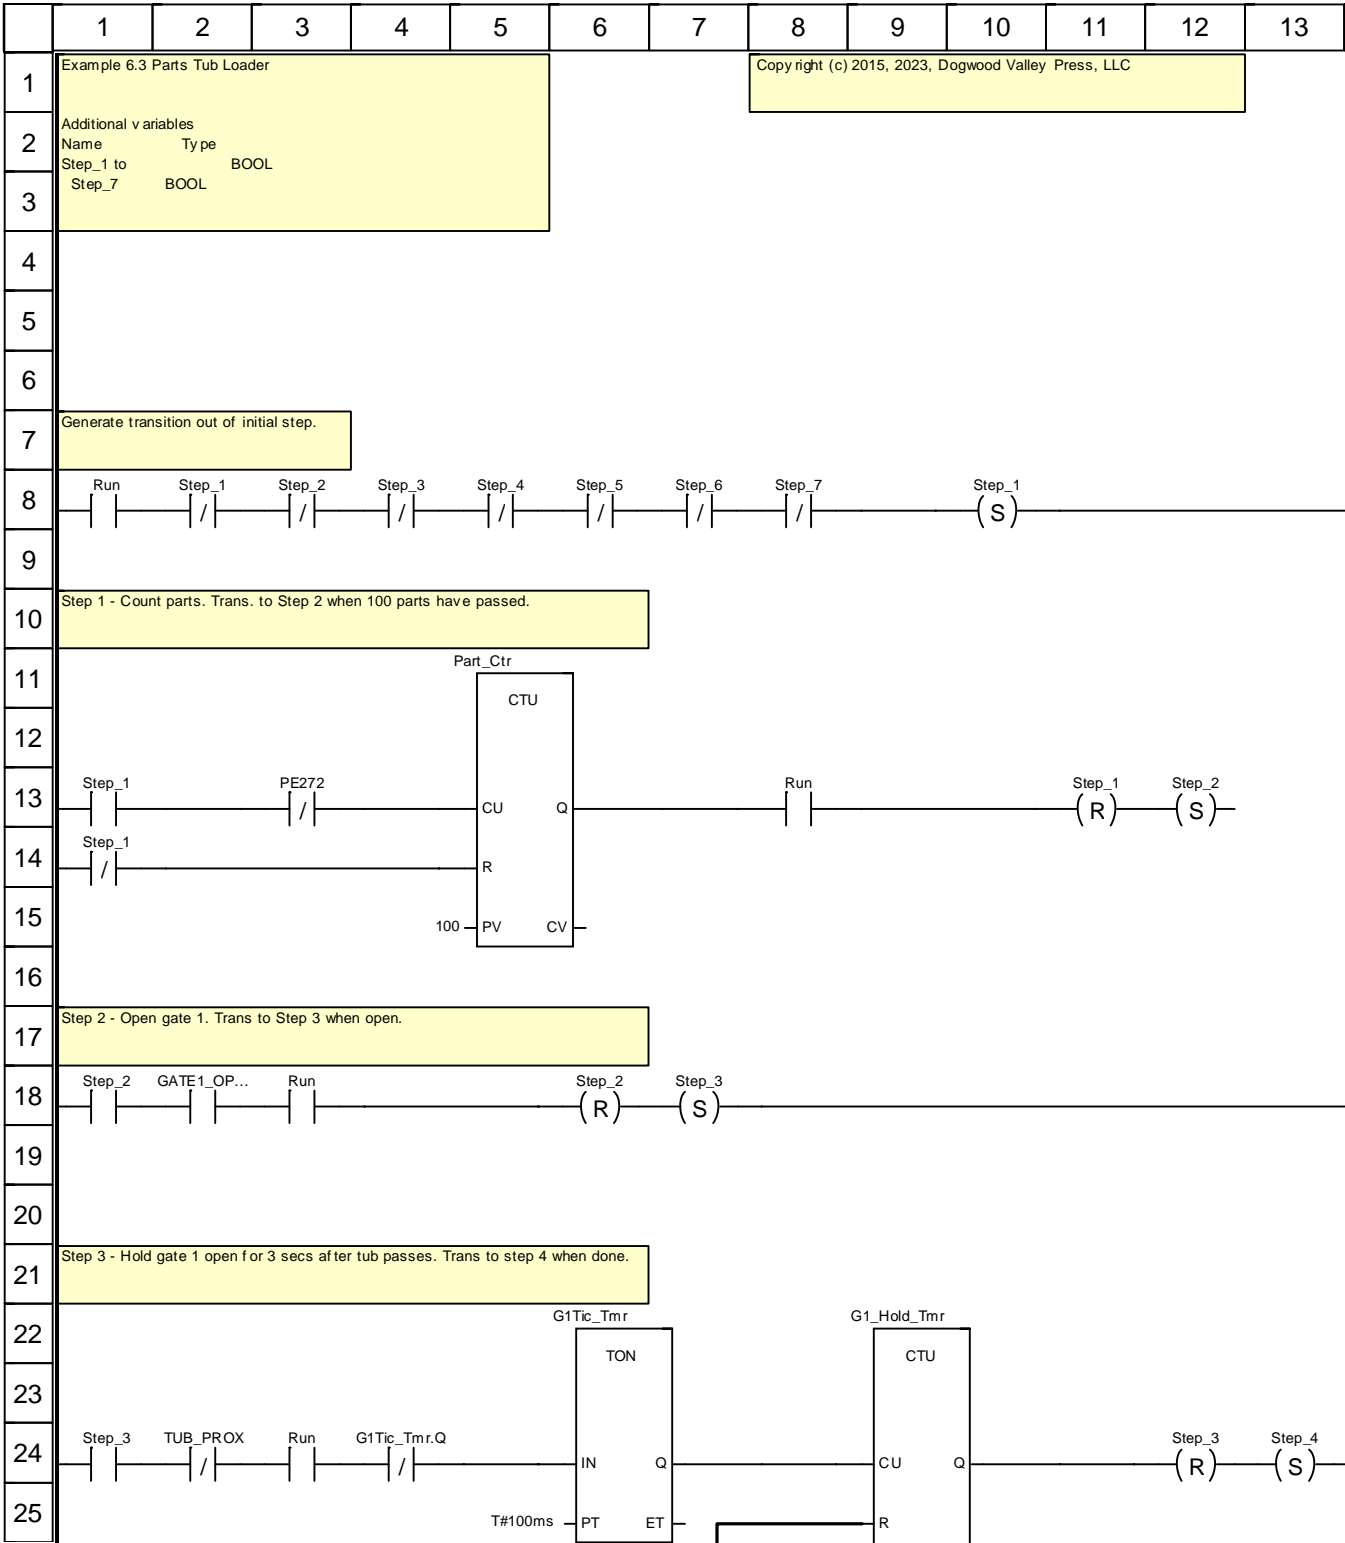 1 2 3 4 5 6 7 8 9 10 11 12 13
1
Example 6.3 Parts Tub Loader
Copyright (c) 2015, 2023, Dogwood Valley Press, LLC
Additional variables
2
Name Type
Step_1 to BOOL
Step_7 BOOL
3
4
5
6
7
Generate transition out of initial step.
Run Step_1 Step_2 Step_3 Step_4 Step_5 Step_6 Step_7 Step_1
8
/ / / / / / / S
9
10
Step 1 - Count parts. Trans. to Step 2 when 100 parts have passed.
Part_Ctr
11
CTU
12
Step_1 PE272 Run Step_1 Step_2
13
/ CU Q R S
Step_1
14
/ R
15
100 PV CV
16
17
Step 2 - Open gate 1. Trans to Step 3 when open.
Step_2 GATE1_OP... Run Step_2 Step_3
18
R S
19
20
21
Step 3 - Hold gate 1 open for 3 secs after tub passes. Trans to step 4 when done.
G1Tic_Tmr G1_Hold_Tmr
22
TON CTU
23
Step_3 TUB_PROX Run G1Tic_Tmr.Q Step_3 Step_4
24
/ / IN Q CU Q R S
25
T#100ms PT ET R